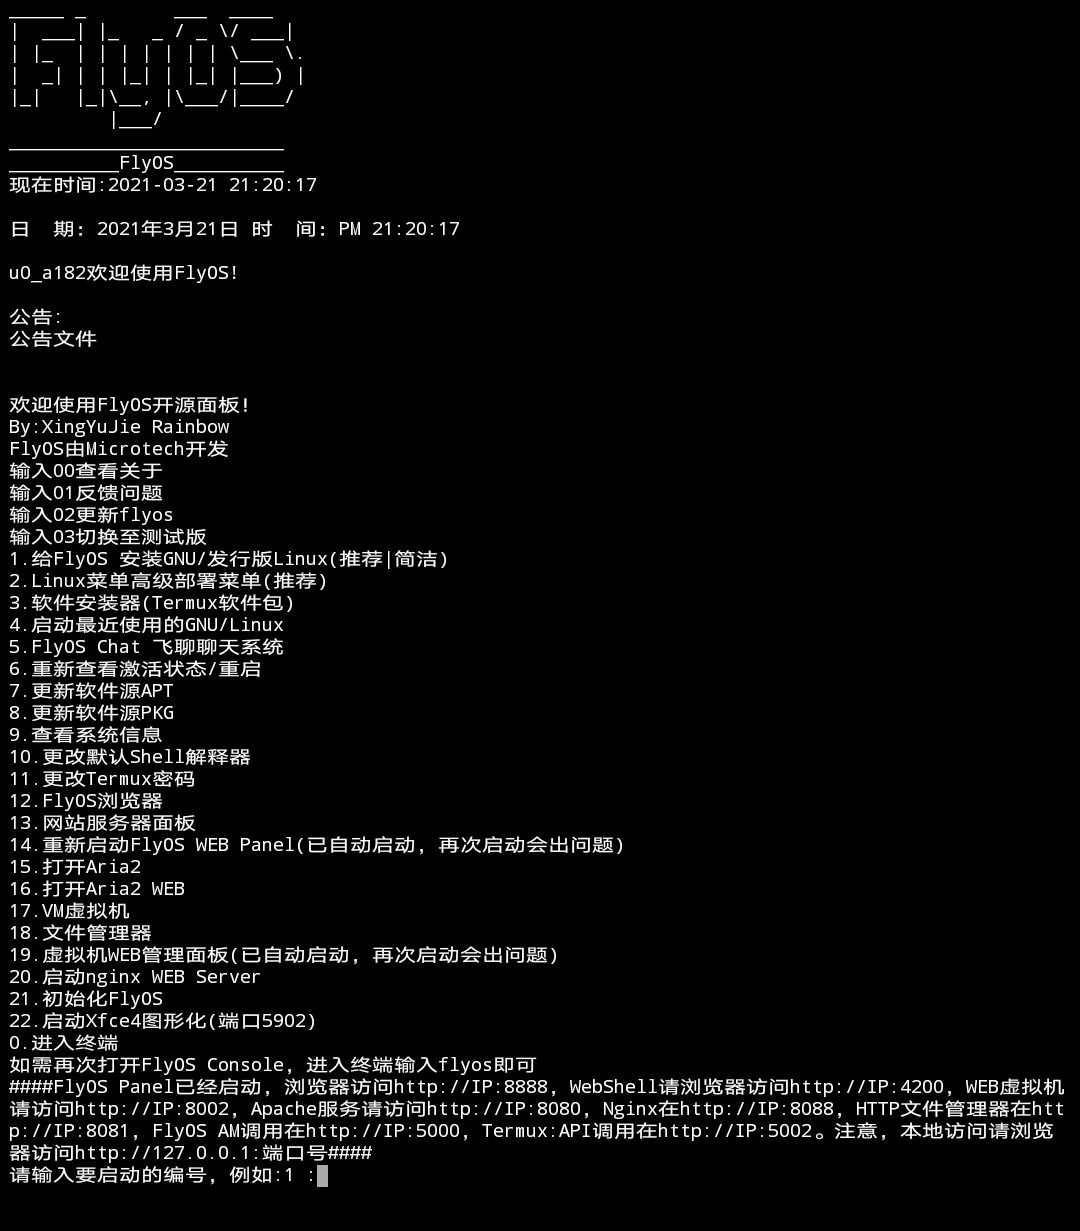 _____ _        ___  ____
|  ___| |_   _ / _ \/ ___|
| |_  | | | | | | | \___ \.
|  _| | | |_| | |_| |___) |
|_|   |_|\__, |\___/|____/
         |___/
_________________________
__________FlyOS__________
现在时间:2021-03-21 21:20:17
日  期: 2021年3月21日 时  间: PM 21:20:17
u0_a182欢迎使用FlyOS!
公告:
公告文件
欢迎使用FlyOS开源面板!
By:XingYuJie Rainbow
FlyOS由Microtech开发
输入00查看关于
输入01反馈问题
输入02更新flyos
输入03切换至测试版
1.给FlyOS 安装GNU/发行版Linux(推荐|简洁)
2.Linux菜单高级部署菜单(推荐)
3.软件安装器(Termux软件包)
4.启动最近使用的GNU/Linux
5.FlyOS Chat 飞聊聊天系统
6.重新查看激活状态/重启
7.更新软件源APT
8.更新软件源PKG
9.查看系统信息
10.更改默认Shell解释器
11.更改Termux密码
12.FlyOS浏览器
13.网站服务器面板
14.重新启动FlyOS WEB Panel(已自动启动，再次启动会出问题)
15.打开Aria2
16.打开Aria2 WEB
17.VM虚拟机
18.文件管理器
19.虚拟机WEB管理面板(已自动启动，再次启动会出问题)
20.启动nginx WEB Server
21.初始化FlyOS
22.启动Xfce4图形化(端口5902)
0.进入终端
如需再次打开FlyOS Console，进入终端输入flyos即可
####FlyOS Panel已经启动，浏览器访问http://IP:8888，WebShell请浏览器访问http://IP:4200，WEB虚拟机
请访问http://IP:8002，Apache服务请访问http://IP:8080，Nginx在http://IP:8088，HTTP文件管理器在htt
p://IP:8081，FlyOS AM调用在http://IP:5000，Termux:API调用在http://IP:5002。注意，本地访问请浏览
器访问http://127.0.0.1:端口号####
请输入要启动的编号，例如:1 :